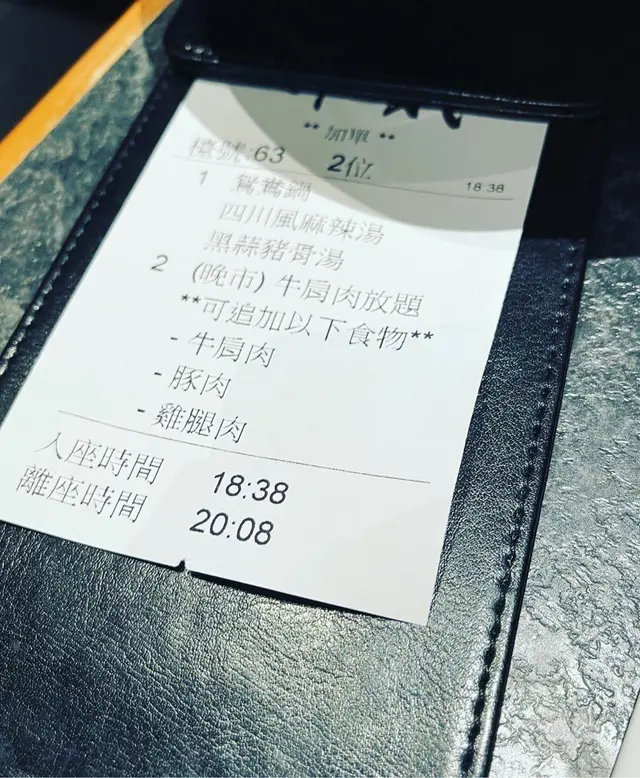 ** 加單 **
檯號:63 2位 18:38
1 鴛鴦鍋
四川風麻辣湯
黑蒜豬骨湯
2 (晚市) 牛肩肉放題
**可追加以下食物**
- 牛肩肉
- 豚肉
- 雞腿肉
入座時間 18:38
離座時間 20:08